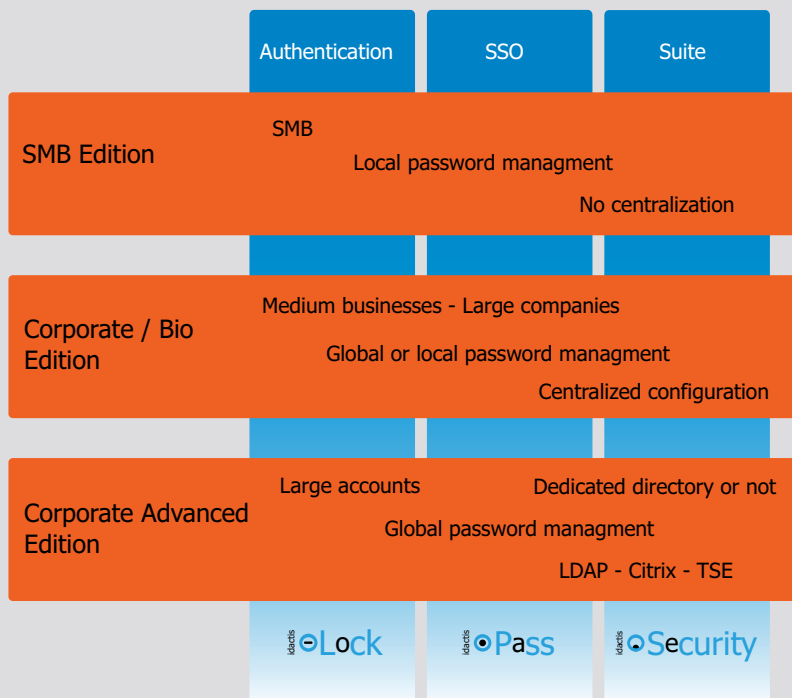 Authentication
SSO
Suite
SMB Edition
SMB
Local password managment
No centralization
Corporate / Bio
Edition
Medium businesses - Large companies
Global or local password managment
Centralized configuration
Corporate Advanced
Edition
Large accounts
Dedicated directory or not
Global password managment
LDAP - Citrix - TSE
idactis Lock
idactis Pass
idactis Security